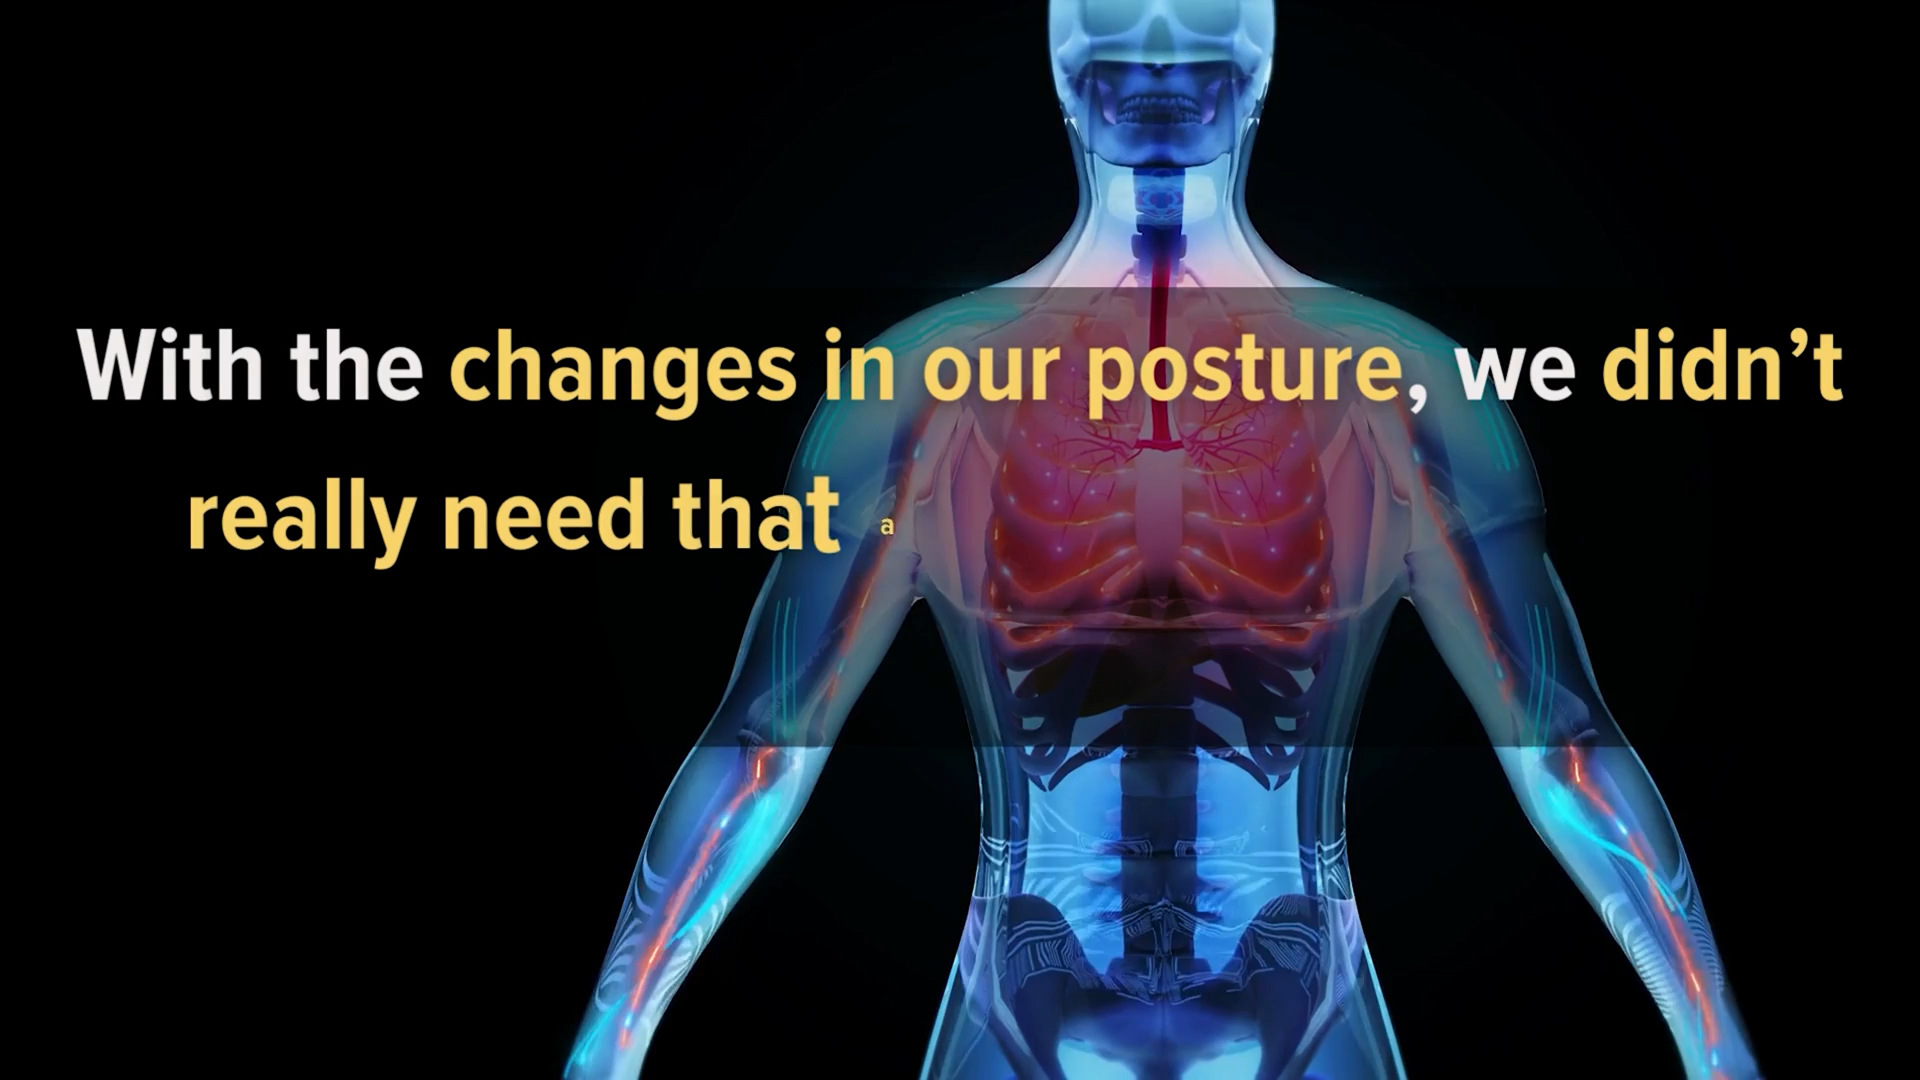 With the changes in our posture, we didn’t
really need that a